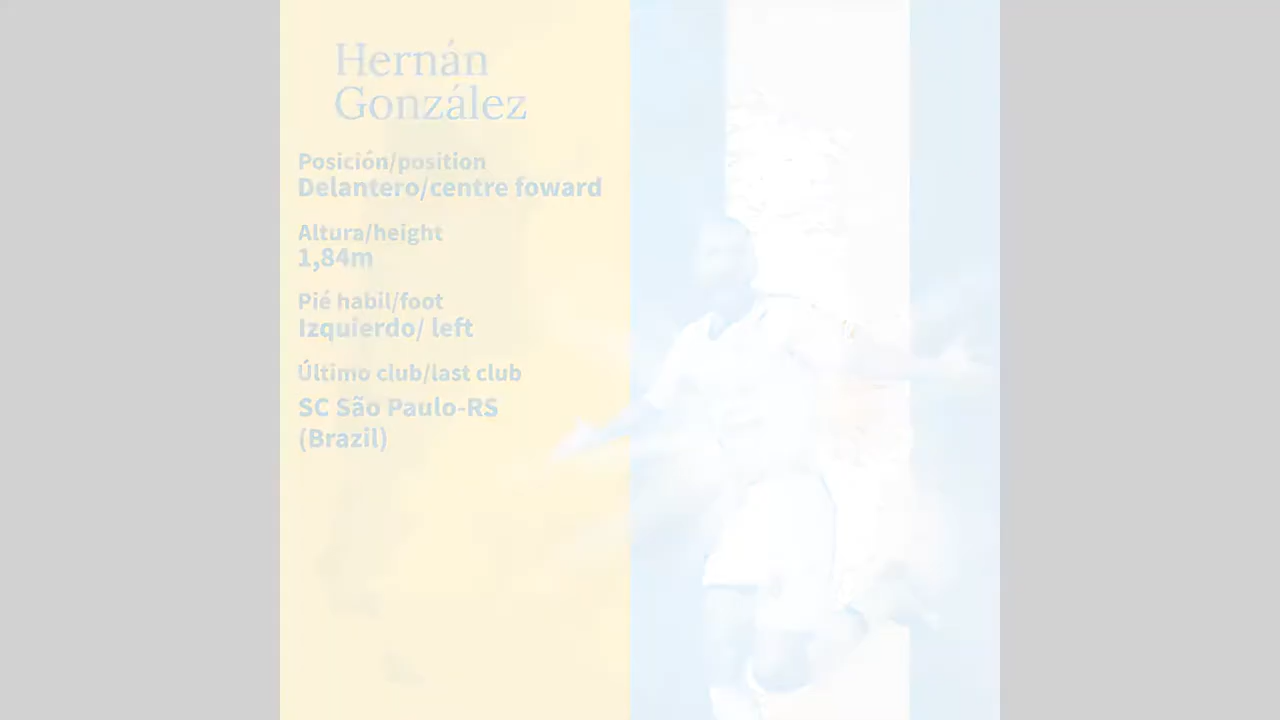 Hernán
González
Posición/position
Delantero/centre foward
Altura/height
1,84m
Pié habil/foot
Izquierdo/ left
Último club/last club
SC São Paulo-RS
(Brazil)